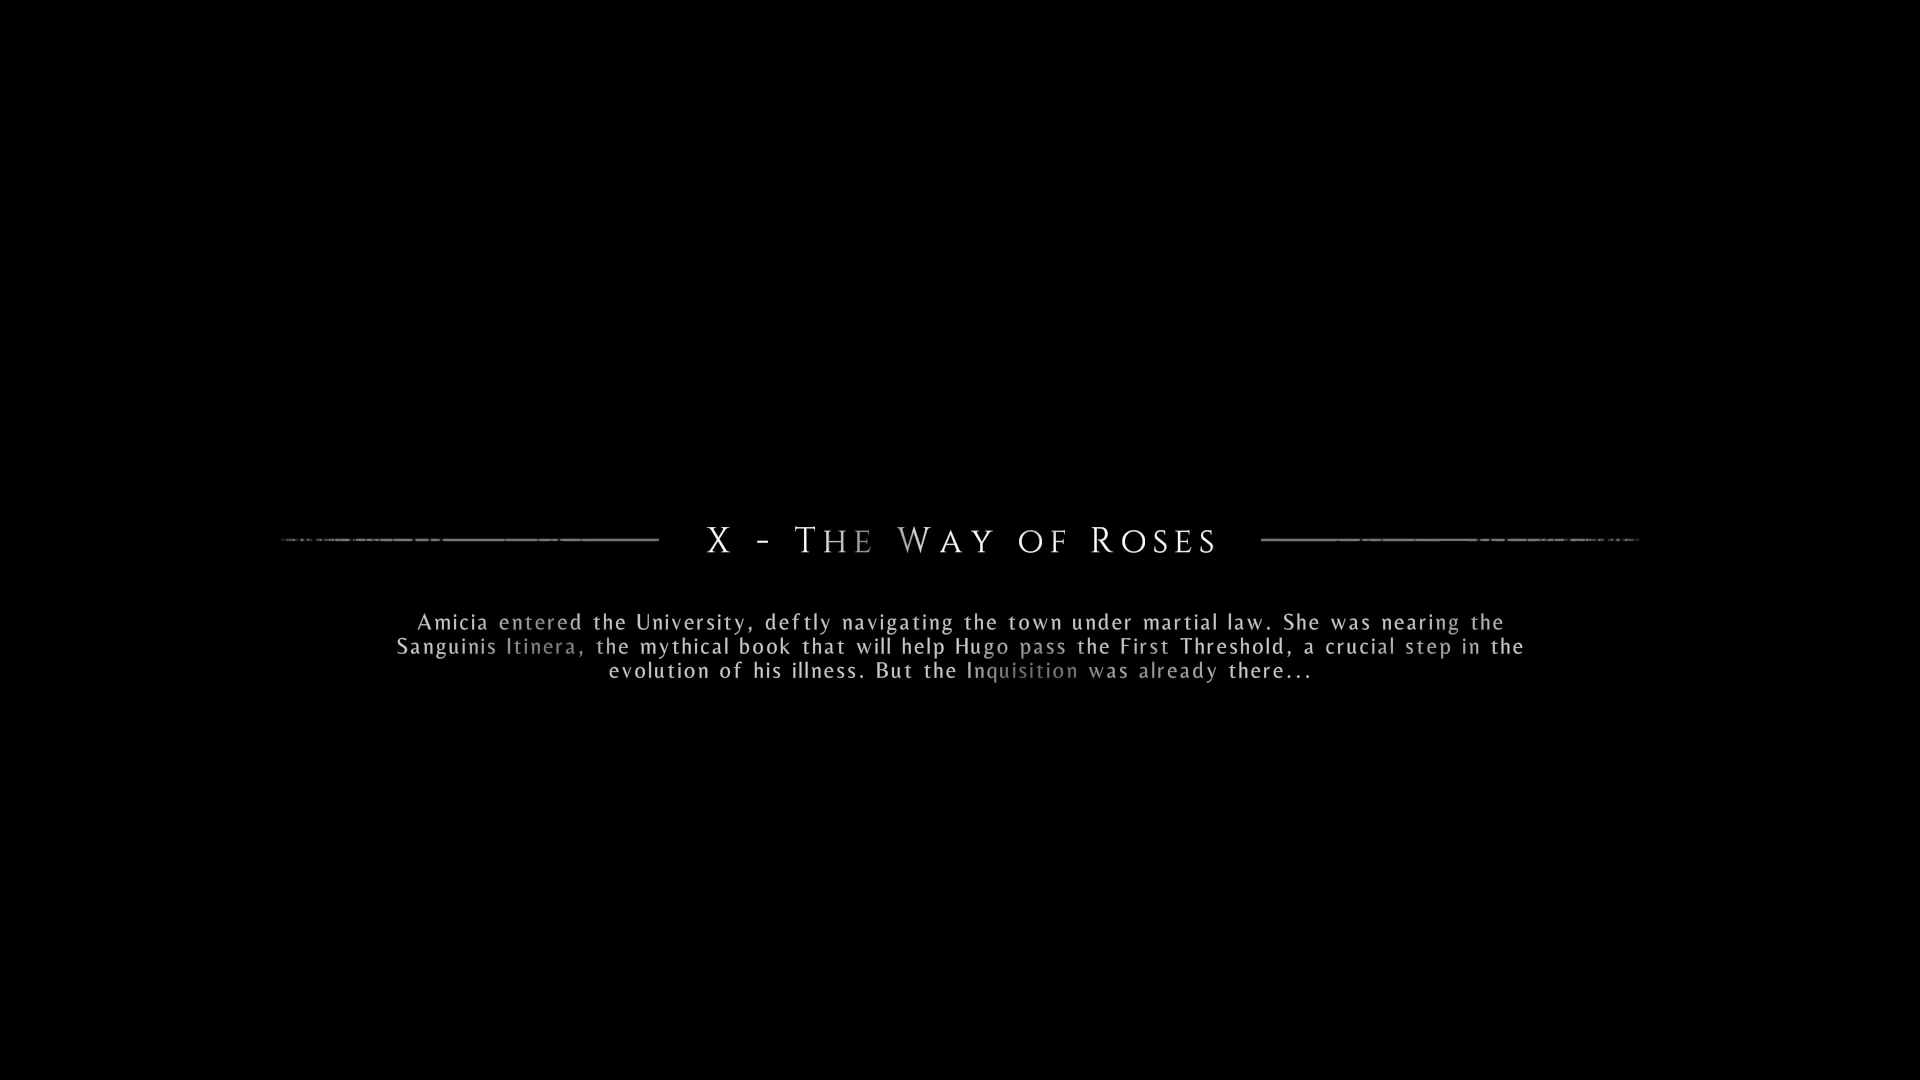 X - The Way of Roses
Amicia entered the University, deftly navigating the town under martial law. She was nearing the
Sanguinis Itinera, the mythical book that will help Hugo pass the First Threshold, a crucial step in the
evolution of his illness. But the Inquisition was already there...